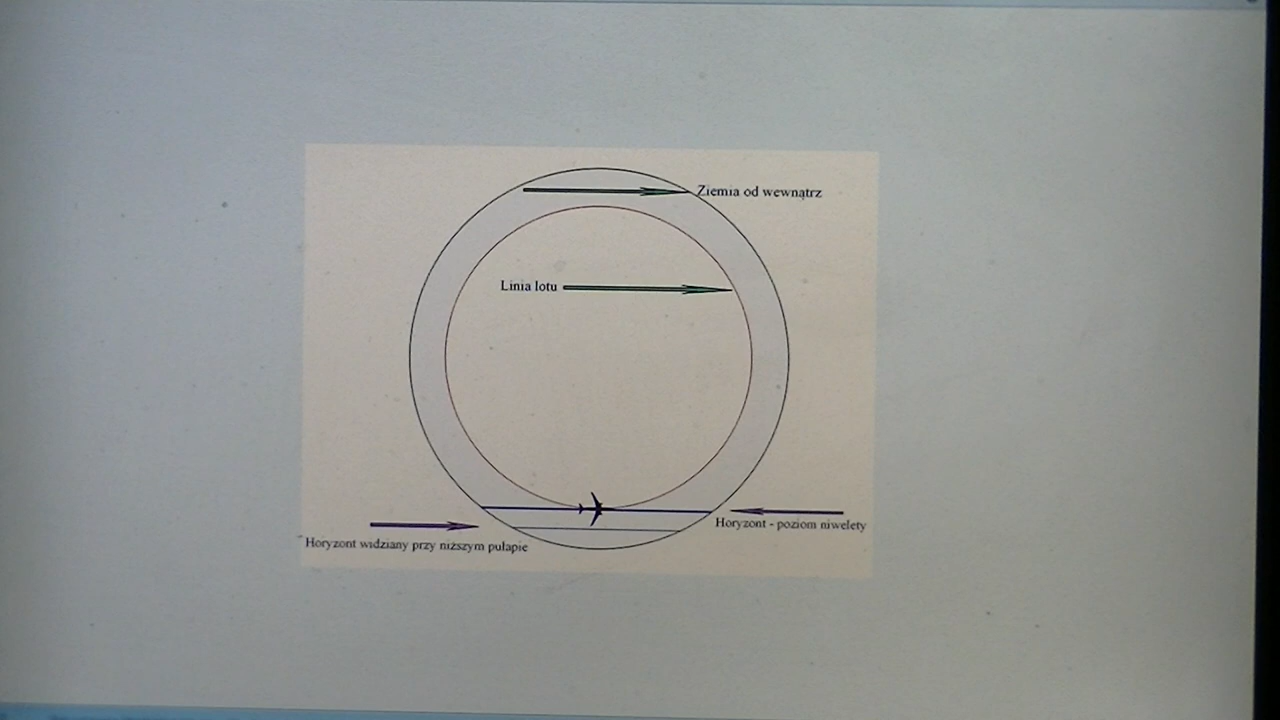 Ziemia od wewnątrz
Linia lotu
Horyzont - poziom niwelety
Horyzont widziany przy niższym pułapie